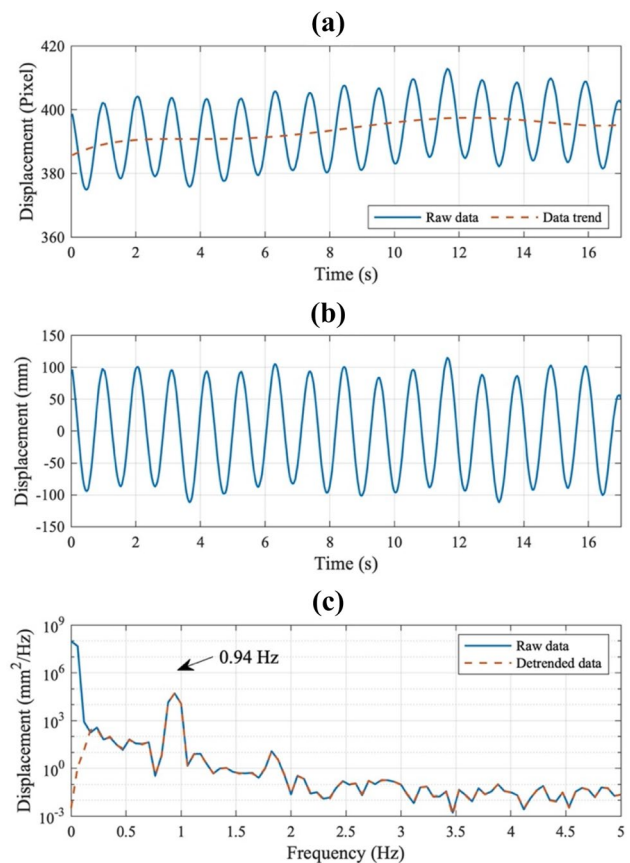 (a)
420
400
380
360
Displacement (Pixel)
Raw data Data trend
0 2 4 6 8 10 12 14 16
Time (s)
(b)
150
100
50
0
-50
-100
-150
Displacement (mm)
0 2 4 6 8 10 12 14 16
Time (s)
(c)
10^9
10^6
10^3
10^0
10^-3
Displacement (mm^2/Hz)
0.94 Hz
Raw data
Detrended data
0 0.5 1 1.5 2 2.5 3 3.5 4 4.5 5
Frequency (Hz)